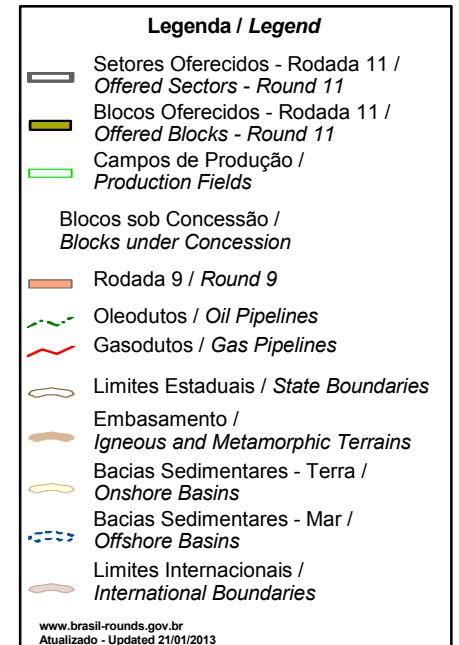 Legenda / Legend
Setores Oferecidos - Rodada 11 /
Offered Sectors - Round 11
Blocos Oferecidos - Rodada 11 /
Offered Blocks - Round 11
Campos de Produção /
Production Fields
Blocos sob Concessão /
Blocks under Concession
Rodada 9 / Round 9
Oleodutos / Oil Pipelines
Gasodutos / Gas Pipelines
Limites Estaduais / State Boundaries
Embasamento /
Igneous and Metamorphic Terrains
Bacias Sedimentares - Terra /
Onshore Basins
Bacias Sedimentares - Mar /
Offshore Basins
Limites Internacionais /
International Boundaries
www.brasil-rounds.gov.br
Atualizado - Updated 21/01/2013